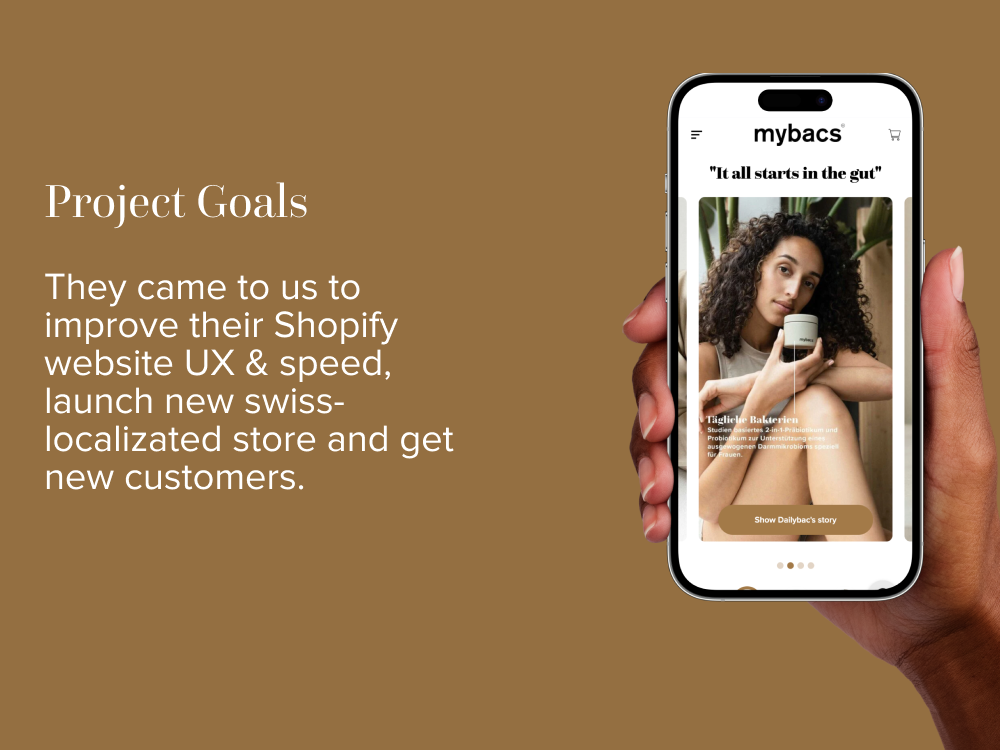 Project Goals
They came to us to
improve their Shopify
website UX & speed,
launch new swiss-
localizated store and get
new customers.
mybacs®
"It all starts in the gut"
mybacs
Tägliche Bakterien
Studien basiertes 2-in-1-Präbiotikum und
Probiotikum zur Unterstützung eines
ausgewogenen Darmmikrobioms speziell
für Frauen.
Show Dailybac's story